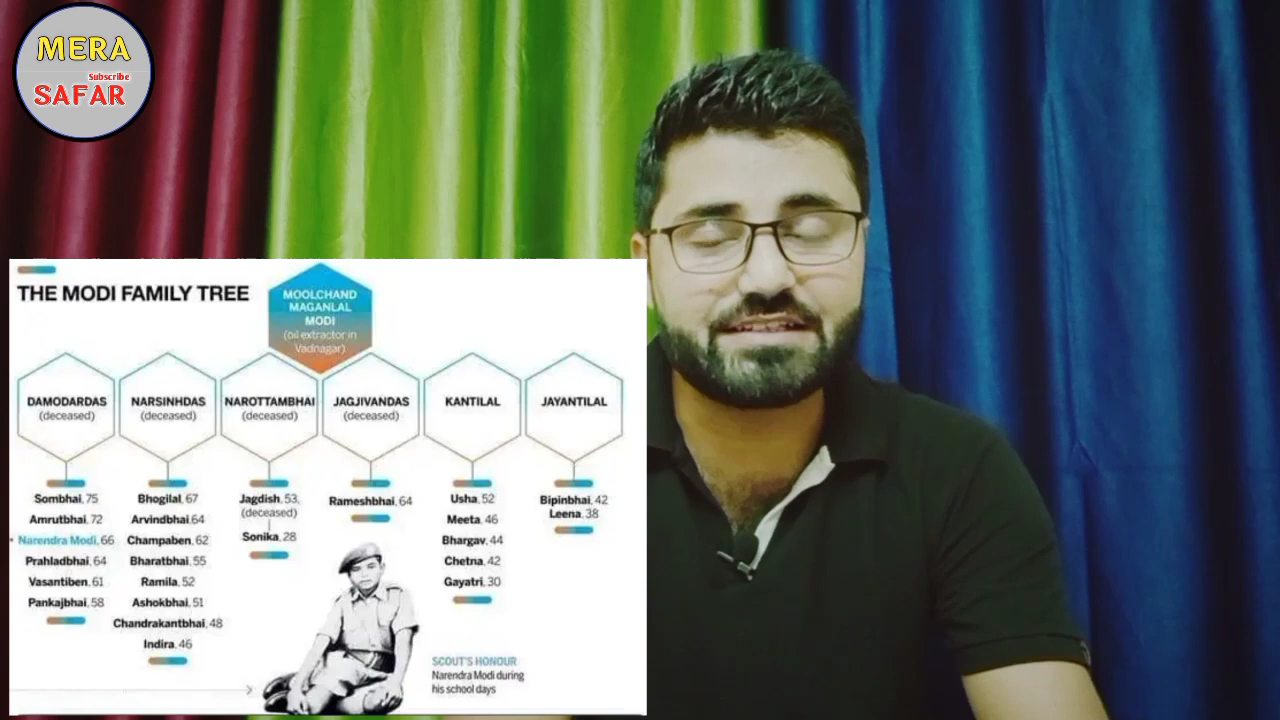 MERA
Subscribe
SAFAR
THE MODI FAMILY TREE
MOOLCHAND
MAGANLAL
MODI
(oil extractor in
Vadnagar)
DAMODARDAS
(deceased)
NARSINHDAS
(deceased)
NAROTTAMBHAI
(deceased)
JAGJIVANDAS
(deceased)
KANTILAL
JAYANTILAL
Sombhai, 75
Amrutbhai, 72
Narendra Modi, 66
Prahladbhai, 64
Vasantiben, 61
Pankajbhai, 58
Bhogilal, 67
Arvindbhai, 64
Champaben, 62
Bharatbhai, 55
Ramila, 52
Ashokbhai, 51
Chandrakantbhai, 48
Indira, 46
Jagdish, 53,
(deceased)
Sonika, 28
Rameshbhai, 64
Usha, 52
Meeta, 46
Bhargav, 44
Chetna, 42
Gayatri, 30
Bipinbhai, 42
Leena, 38
SCOUT'S HONOUR
Narendra Modi during
his school days